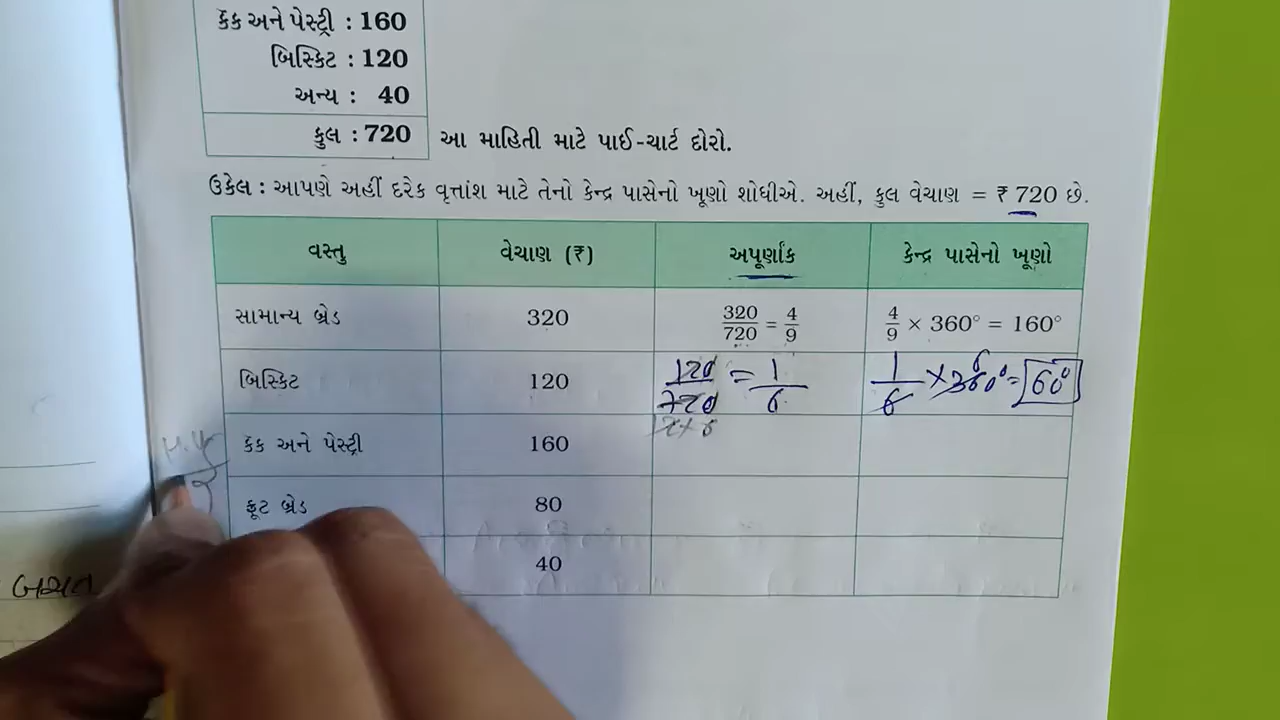 કેક અને પેસ્ટ્રી : 160
બિસ્કિટ : 120
અન્ય : 40
કુલ : 720 આ માહિતી માટે પાઈ-ચાર્ટ દોરો.
ઉકેલ : આપણે અહીં દરેક વૃત્તાંશ માટે તેનો કેન્દ્ર પાસેનો ખૂણો શોધીએ. અહીં, કુલ વેચાણ = ₹ 720 છે.
વસ્તુ વેચાણ (₹) અપૂર્ણાંક કેન્દ્ર પાસેનો ખૂણો
સામાન્ય બ્રેડ 320 320/720 = 4/9 4/9 × 360° = 160°
બિસ્કિટ 120 120/720 = 1/6 1/6 × 360° = 60°
કેક અને પેસ્ટ્રી 160
ફ્રૂટ બ્રેડ 80
40
બચત